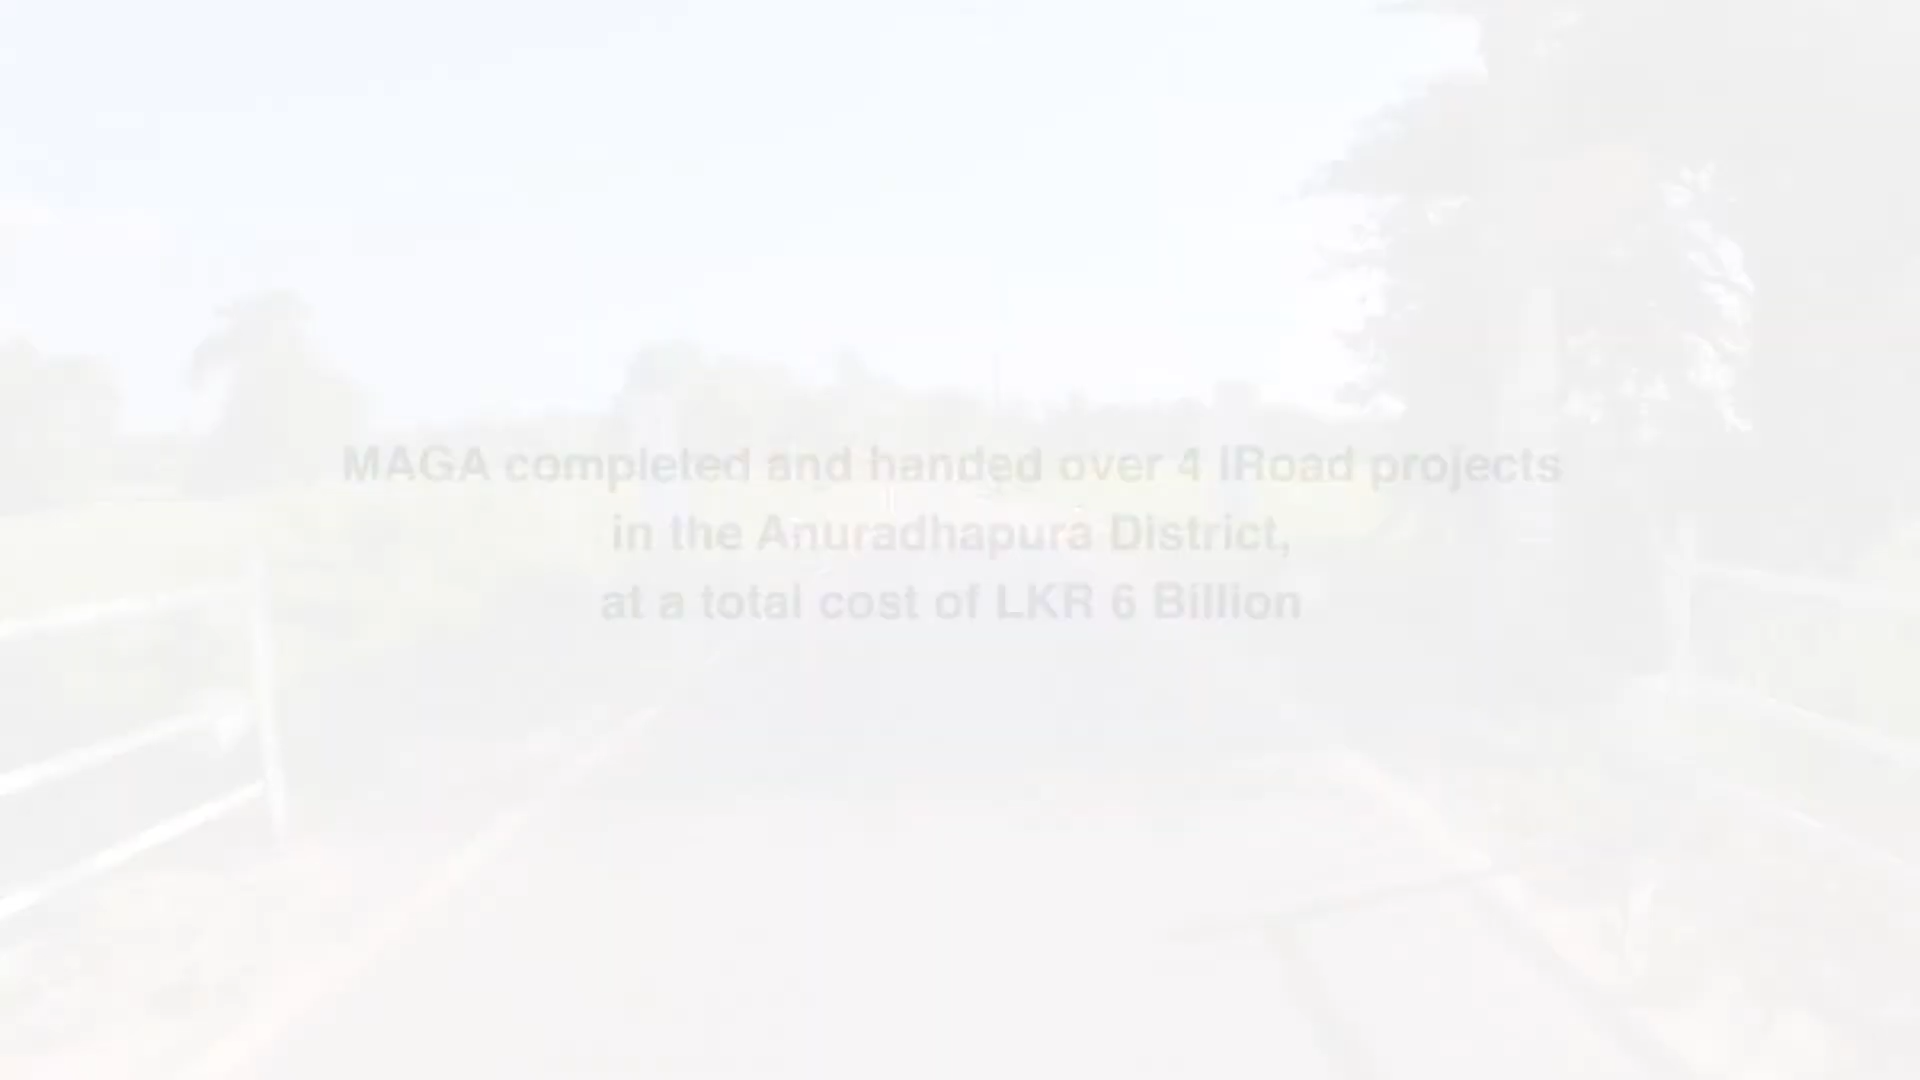 MAGA completed and handed over 4 IRoad projects
in the Anuradhapura District,
at a total cost of LKR 6 Billion